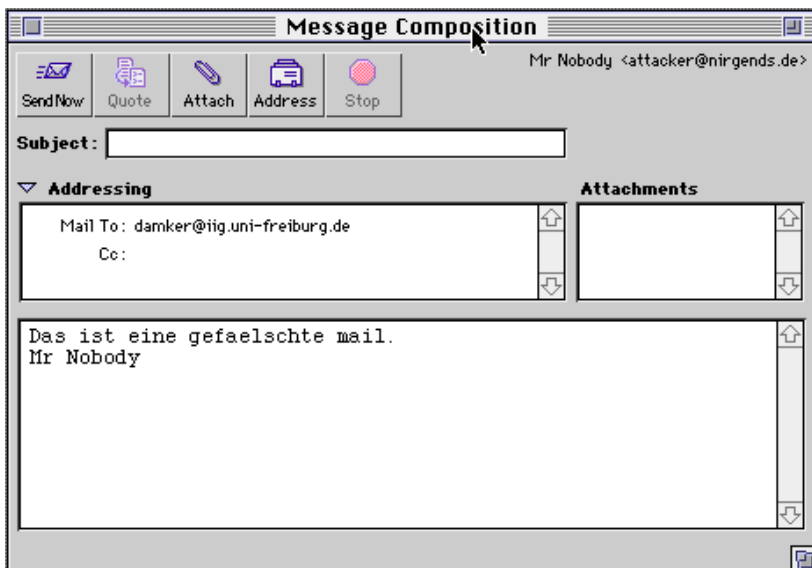 Message Composition
Mr Nobody <attacker@nirgends.de>
Send Now Quote Attach Address Stop
Subject:
Addressing Attachments
Mail To: damker@iig.uni-freiburg.de
Cc:
Das ist eine gefaelschte mail.
Mr Nobody